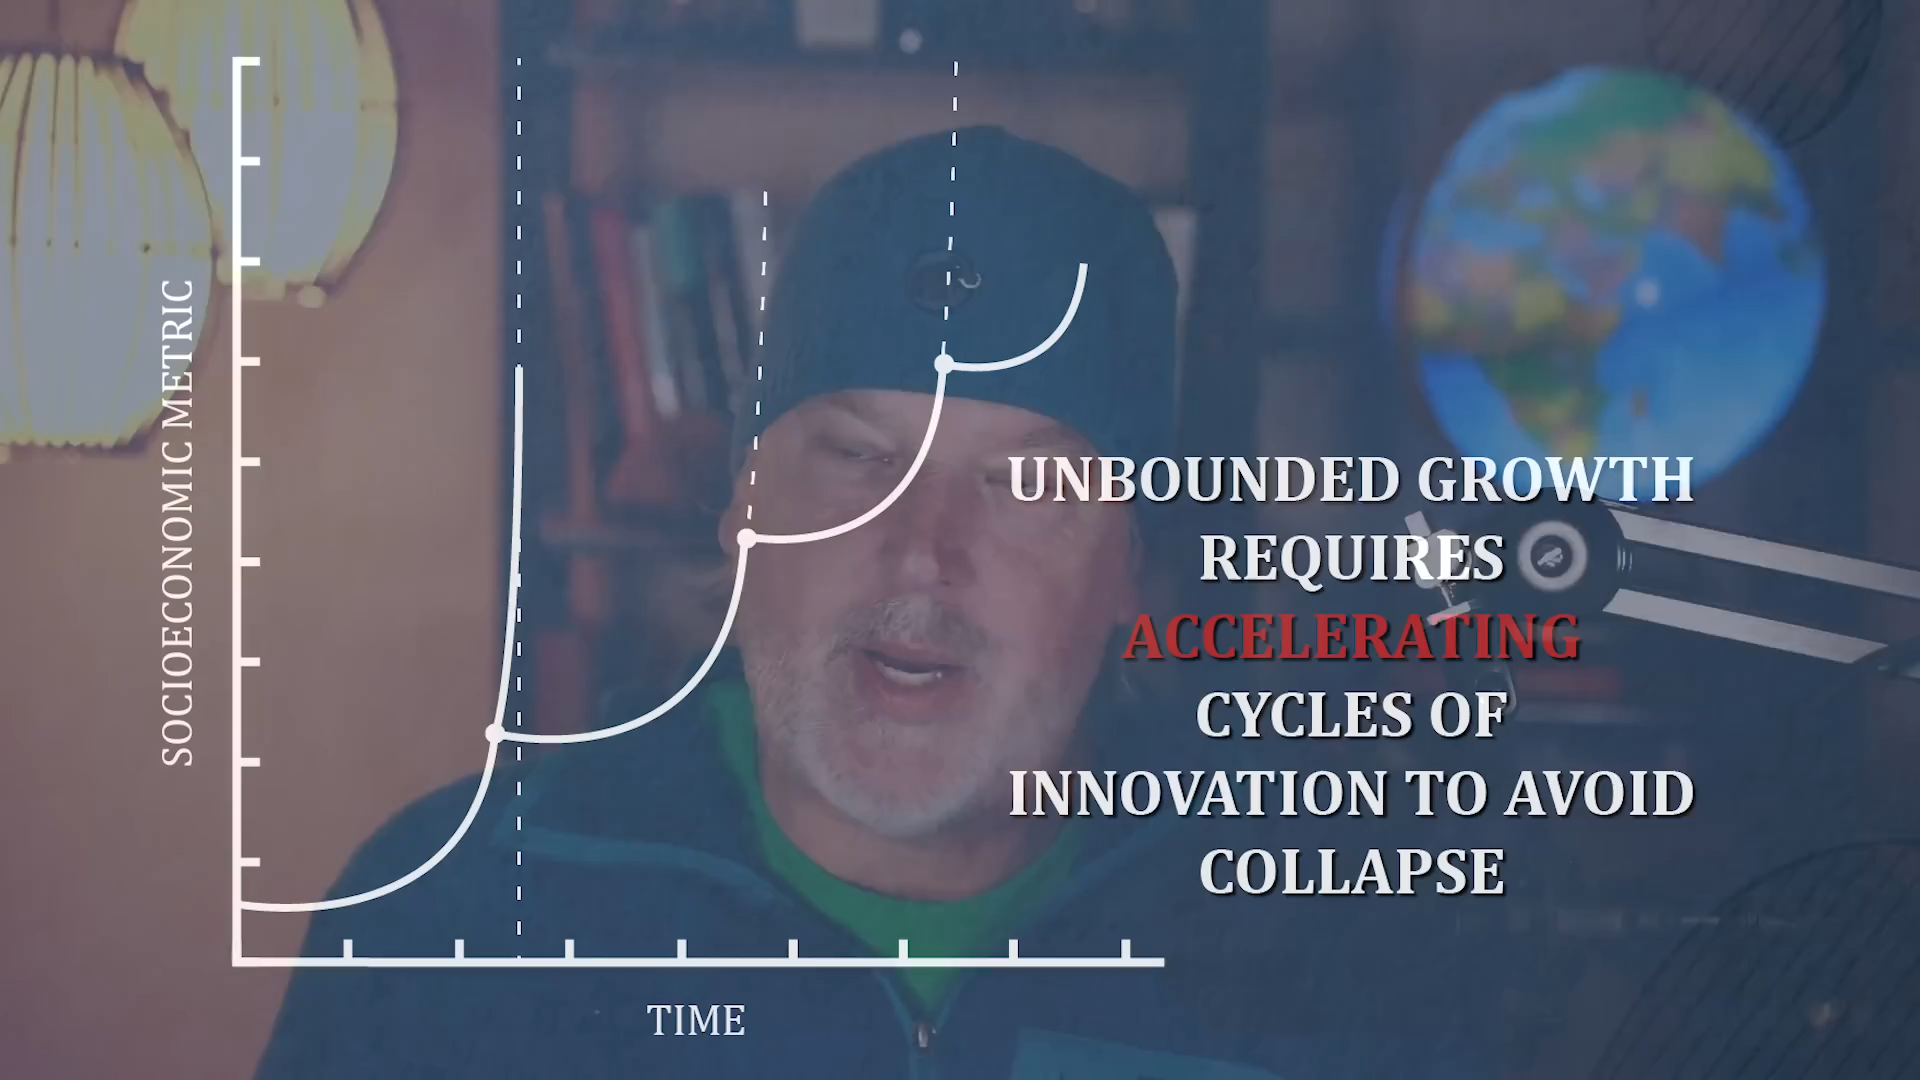 SOCIOECONOMIC METRIC
UNBOUNDED GROWTH
REQUIRES
ACCELERATING
CYCLES OF
INNOVATION TO AVOID
COLLAPSE
TIME